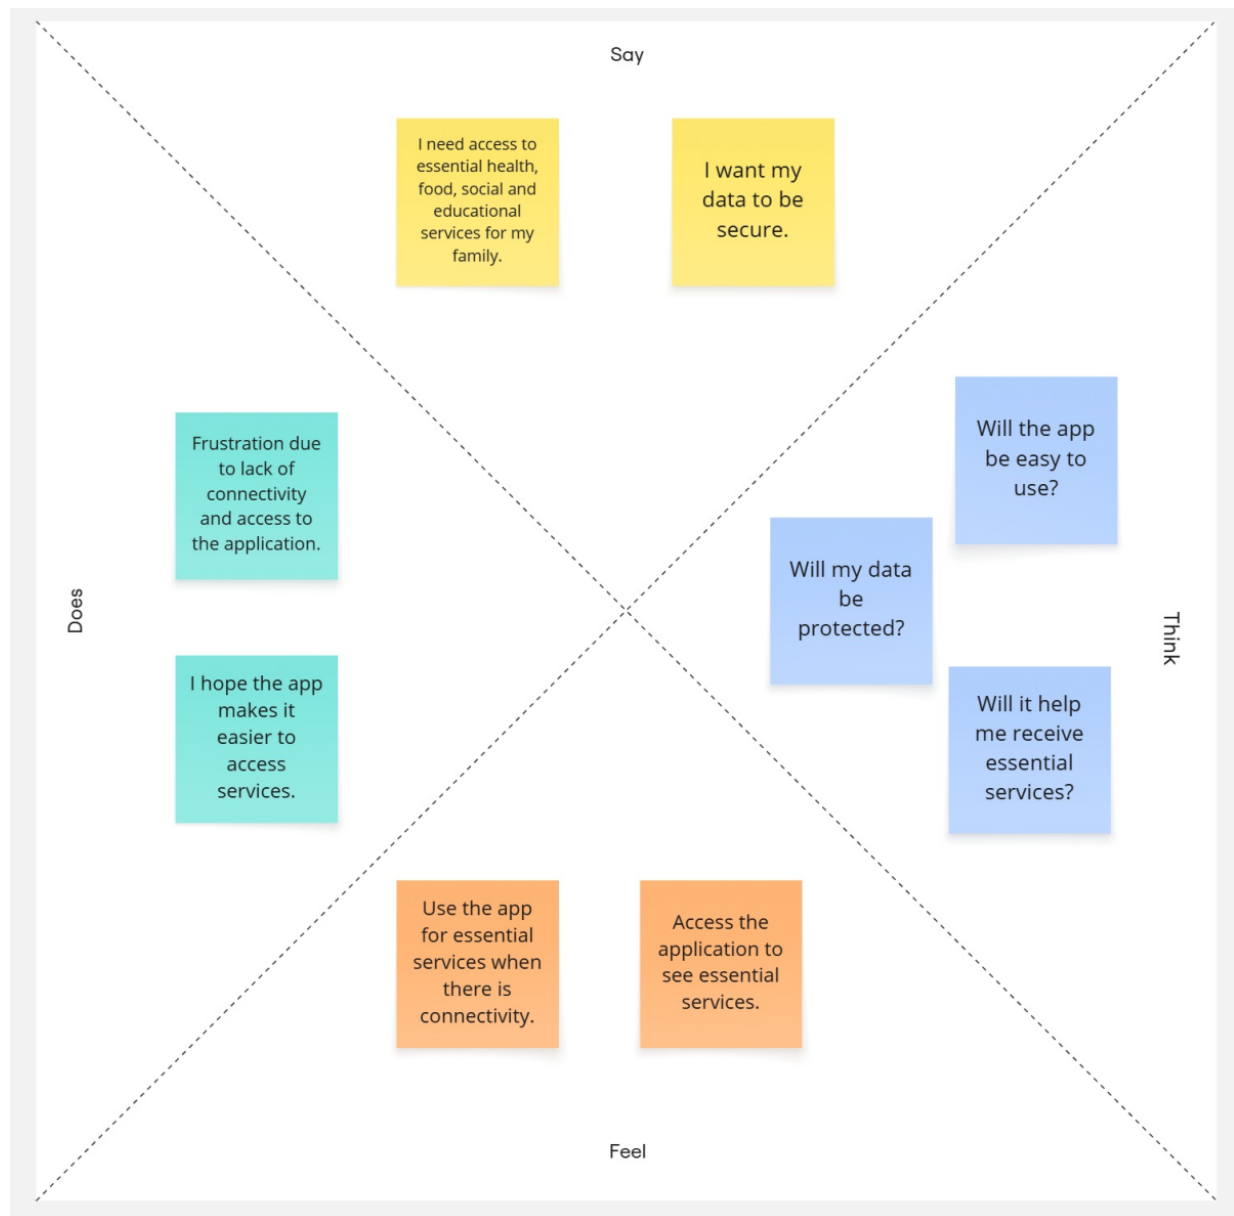 Say
I need access to
essential health,
food, social and
educational
services for my
family.
I want my
data to be
secure.
Frustration due
to lack of
connectivity
and access to
the application.
Does
I hope the app
makes it
easier to
access
services.
Will the app
be easy to
use?
Will my data
be
protected?
Think
Will it help
me receive
essential
services?
Use the app
for essential
services when
there is
connectivity.
Access the
application to
see essential
services.
Feel